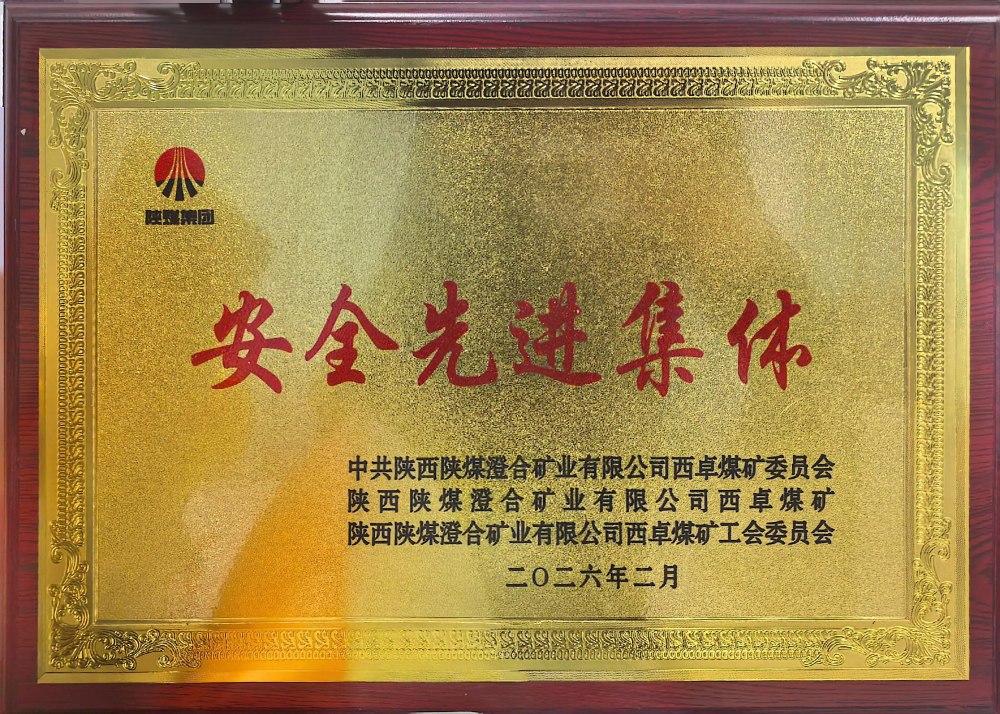 陕煤集团
安全先进集体
中共陕西陕煤澄合矿业有限公司西卓煤矿委员会
陕西陕煤澄合矿业有限公司西卓煤矿
陕西陕煤澄合矿业有限公司西卓煤矿工会委员会
二〇二六年二月